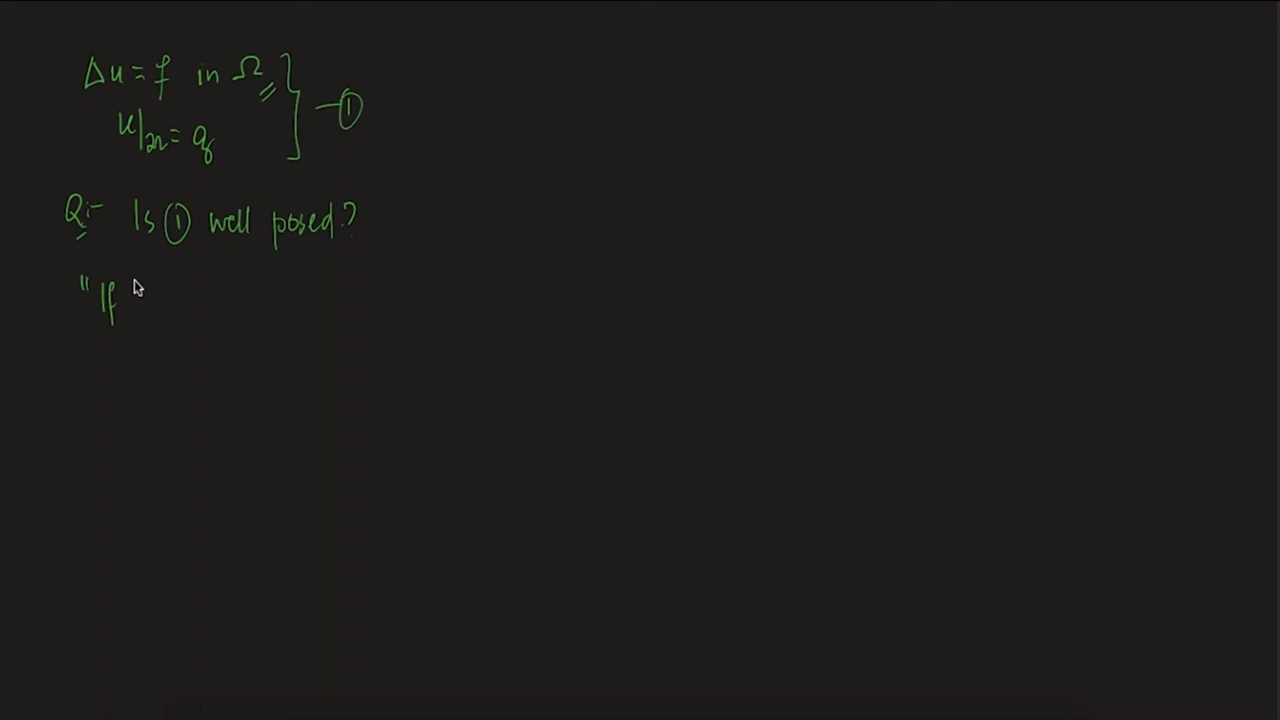 Δu = f in Ω } — ①
u|∂Ω = g
Q:- Is ① well posed?
" If